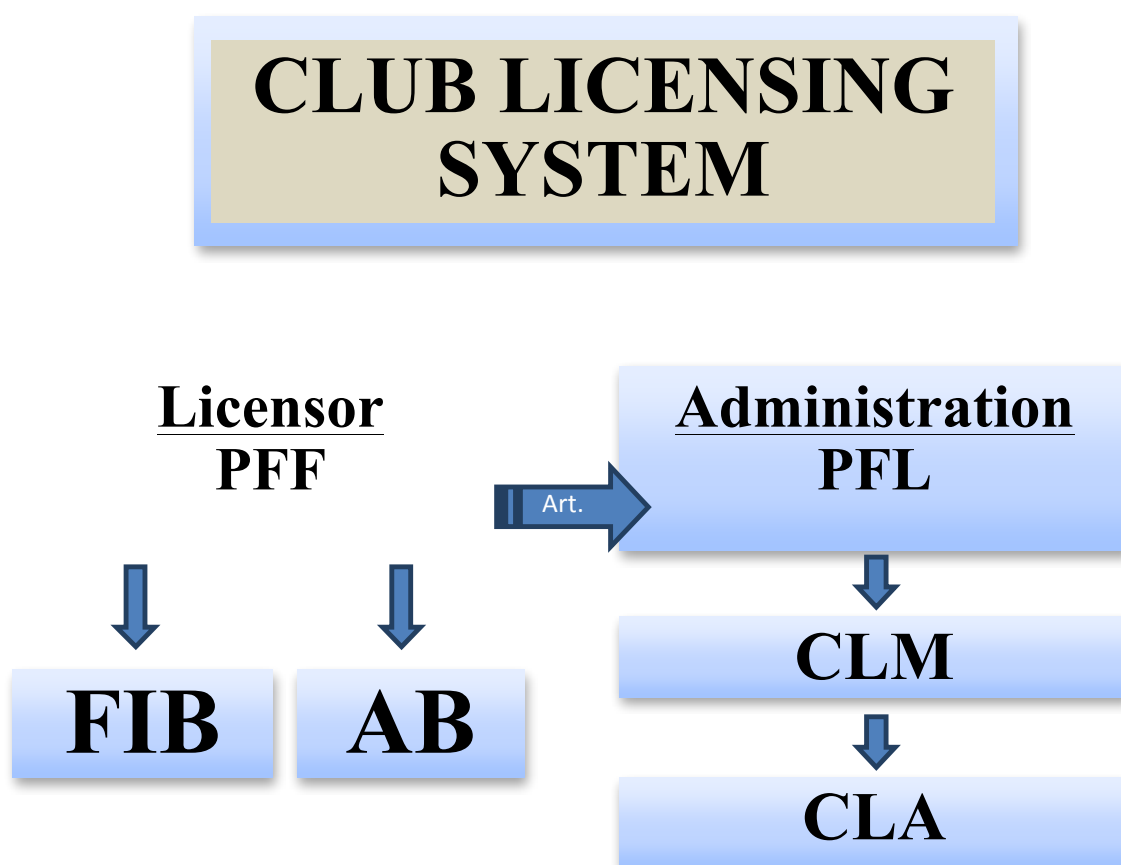 CLUB LICENSING
SYSTEM
Licensor
PFF
Art.
Administration
PFL
CLM
CLA
FIB
AB